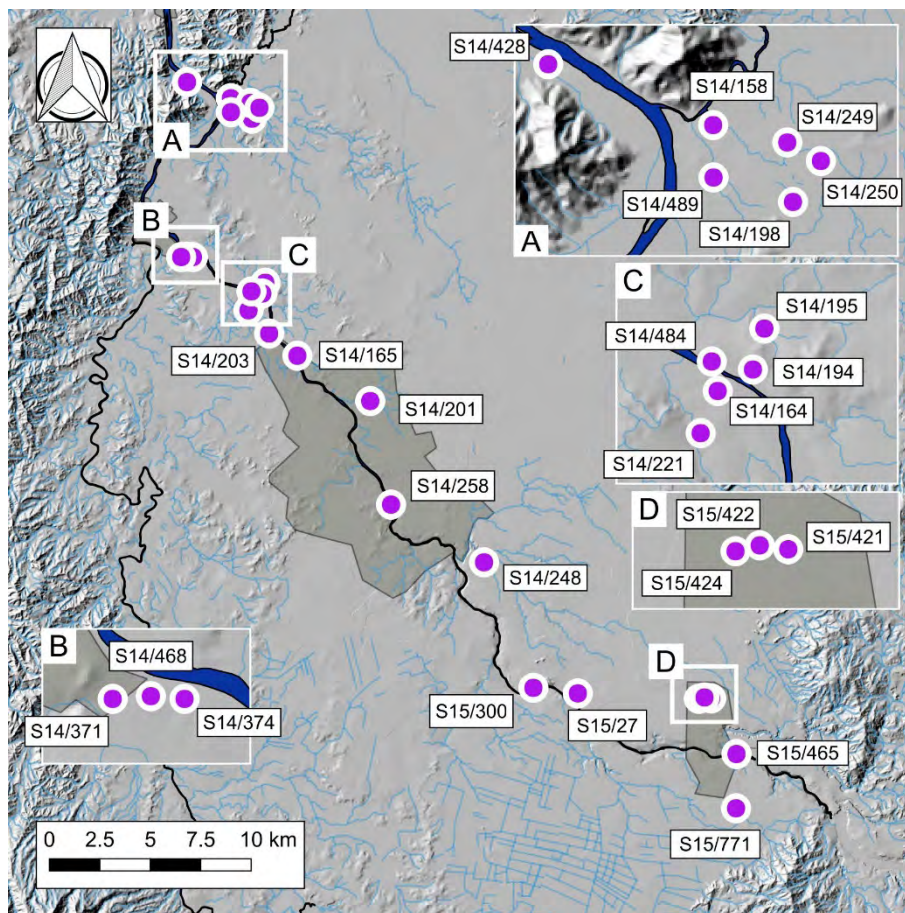 S14/428
S14/158
S14/249
S14/250
S14/489
S14/198
A
A
B
C
C
S14/195
S14/484
S14/194
S14/164
S14/221
S14/203
S14/165
S14/201
S14/258
D
S15/422
S15/421
S15/424
S14/248
B
S14/468
S14/371
S14/374
D
S15/300
S15/27
S15/465
S15/771
0 2.5 5 7.5 10 km